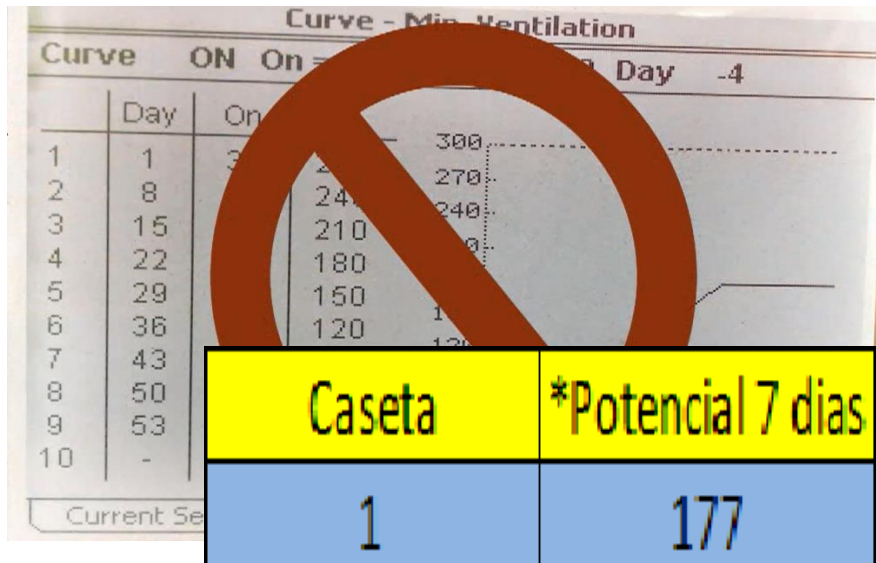 Curve - Min. Ventilation
Curve ON On = Day -4
Day On
1 1 3
2 8
3 15 210
4 22 180
5 29 150
6 36 120
7 43
8 50
9 53
10 -
300
270
240
Current
Caseta *Potencial 7 dias
1 177